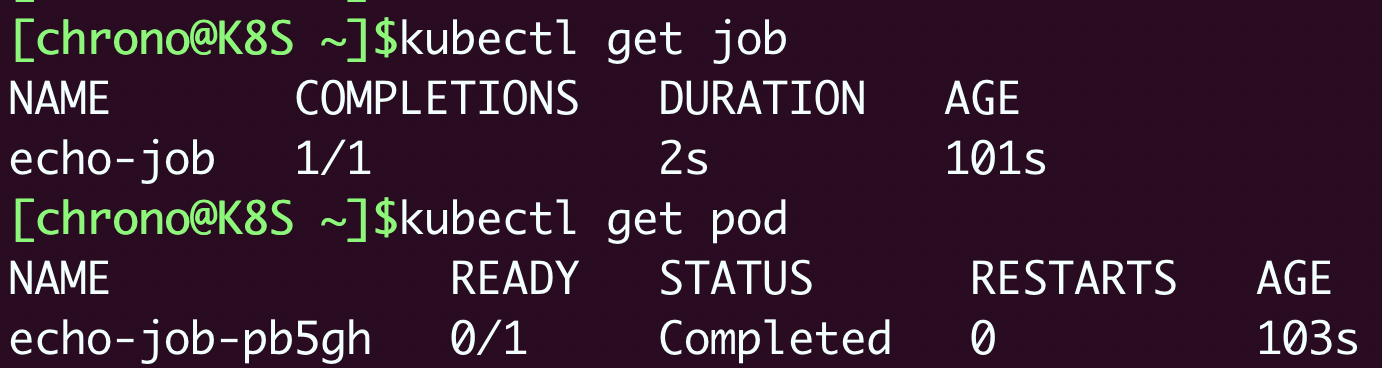 [chrono@K8S ~]$kubectl get job
NAME COMPLETIONS DURATION AGE
echo-job 1/1 2s 101s
[chrono@K8S ~]$kubectl get pod
NAME READY STATUS RESTARTS AGE
echo-job-pb5gh 0/1 Completed 0 103s